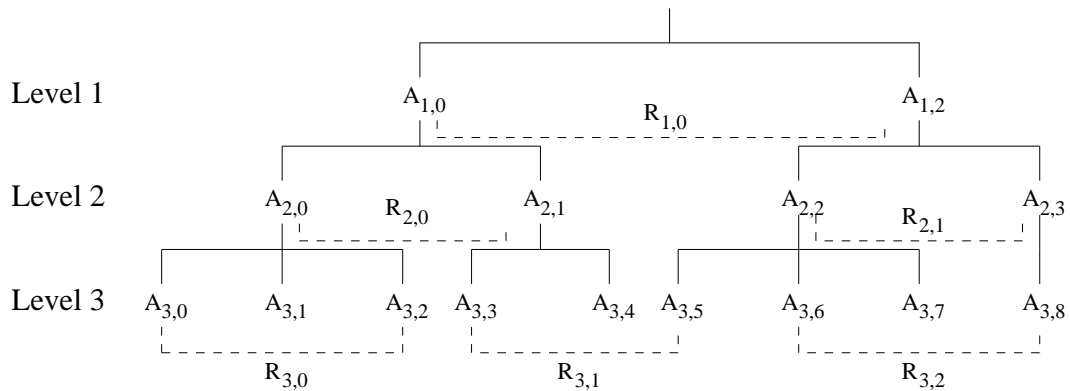 Level 1 A1,0 R1,0 A1,2
Level 2 A2,0 R2,0 A2,1 A2,2 R2,1 A2,3
Level 3 A3,0 A3,1 A3,2 A3,3 A3,4 A3,5 A3,6 A3,7 A3,8
R3,0 R3,1 R3,2